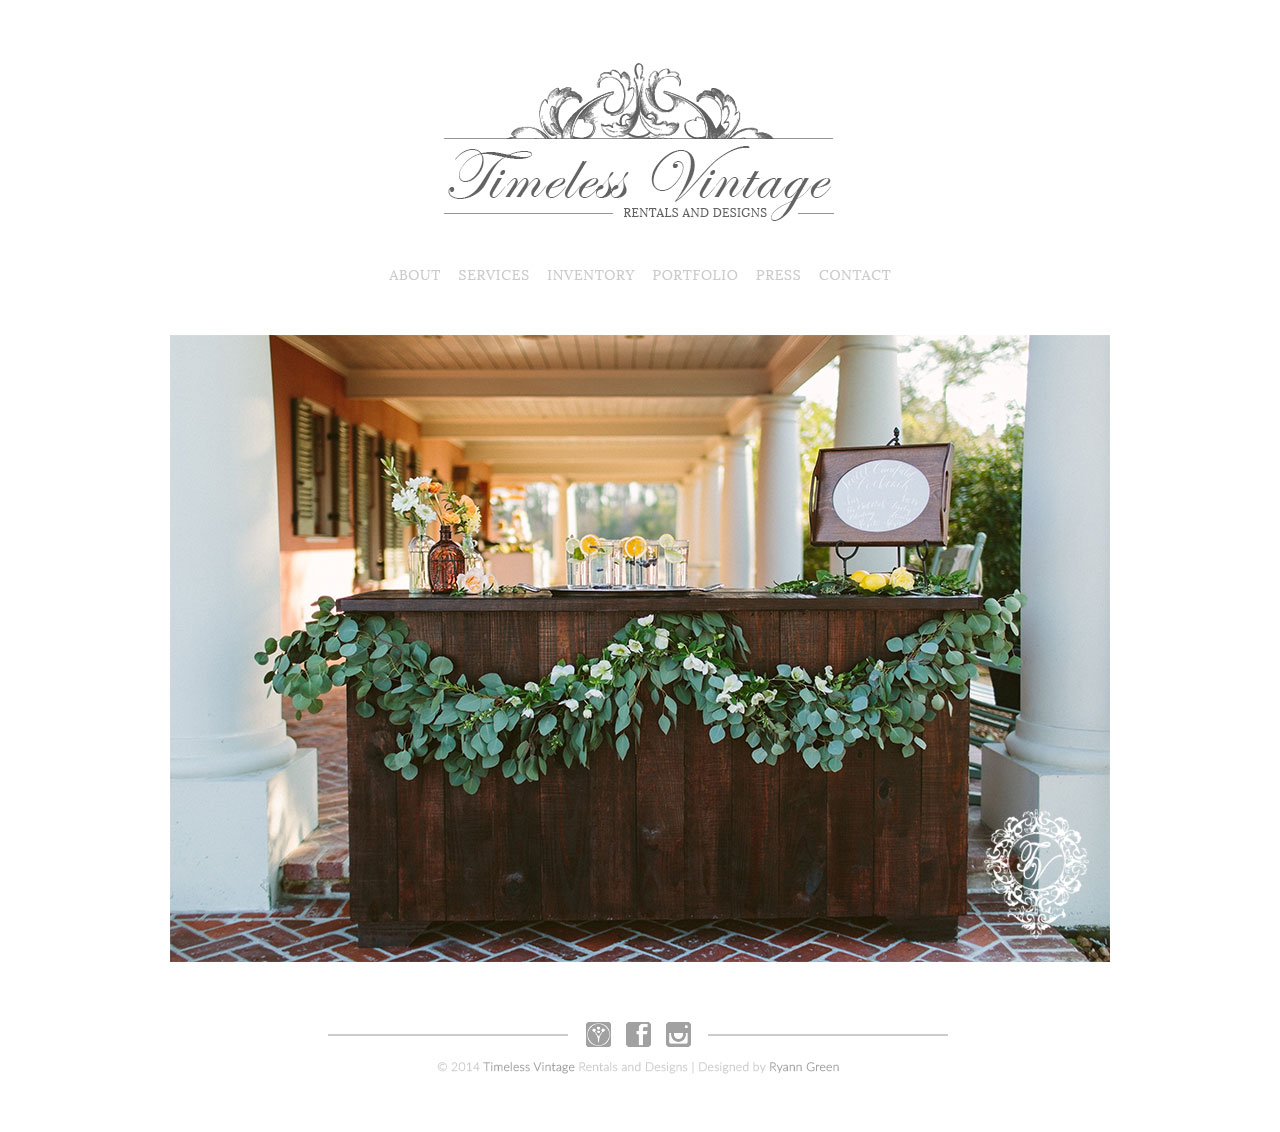 Timeless Vintage
RENTALS AND DESIGNS
ABOUT SERVICES INVENTORY PORTFOLIO PRESS CONTACT
TV
© 2014 Timeless Vintage Rentals and Designs | Designed by Ryann Green